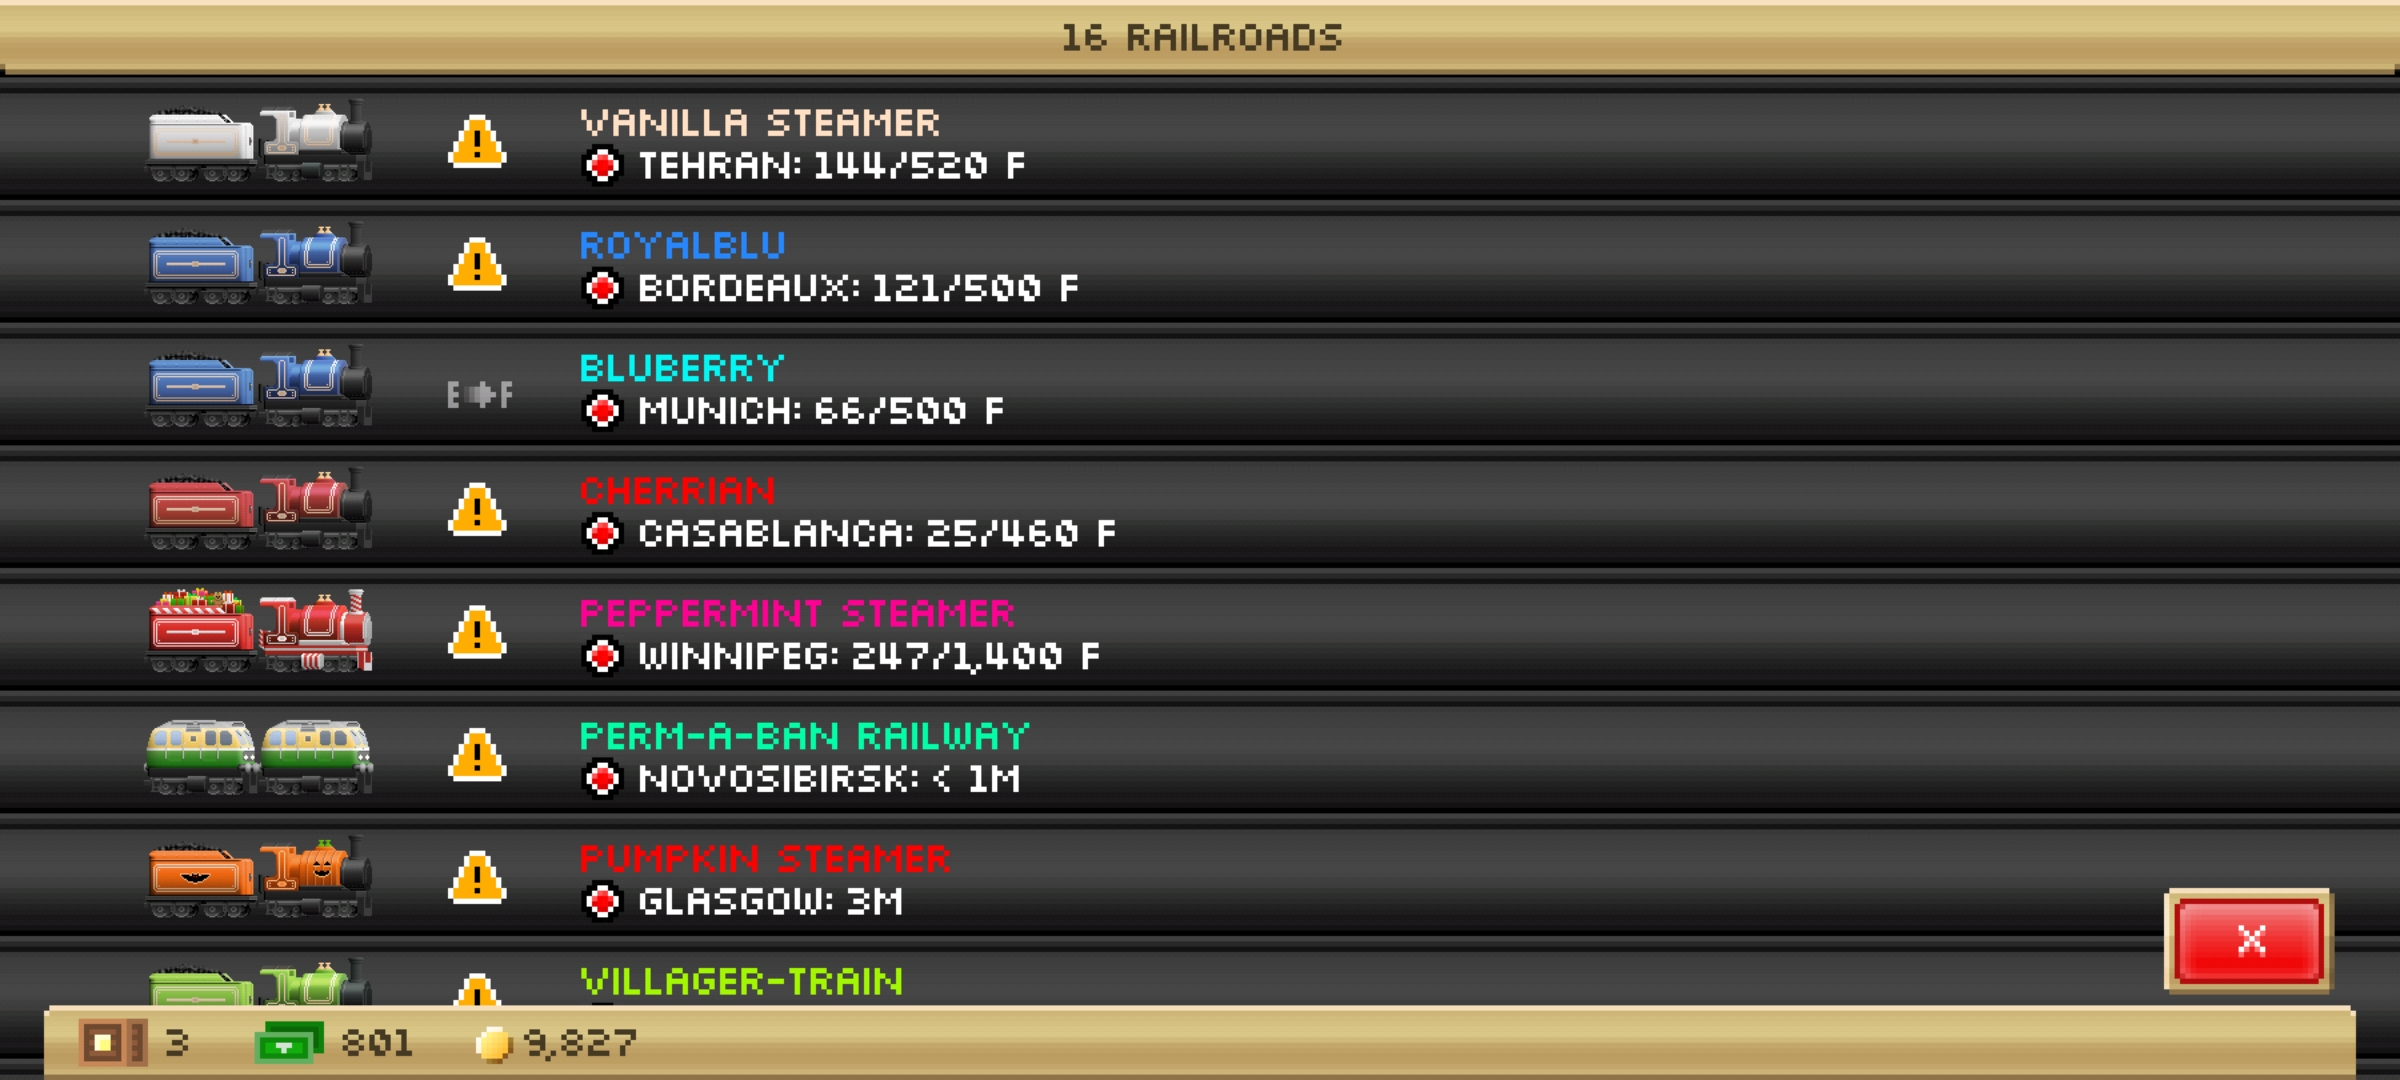 16 RAILROADS
VANILLA STEAMER
TEHRAN: 144/520 F
ROYALBLU
BORDEAUX: 121/500 F
E F
BLUBERRY
MUNICH: 66/500 F
CHERRIAN
CASABLANCA: 25/460 F
PEPPERMINT STEAMER
WINNIPEG: 247/1,400 F
PERM-A-BAN RAILWAY
NOVOSIBIRSK: < 1M
PUMPKIN STEAMER
GLASGOW: 3M
X
VILLAGER-TRAIN
3 801 9,827